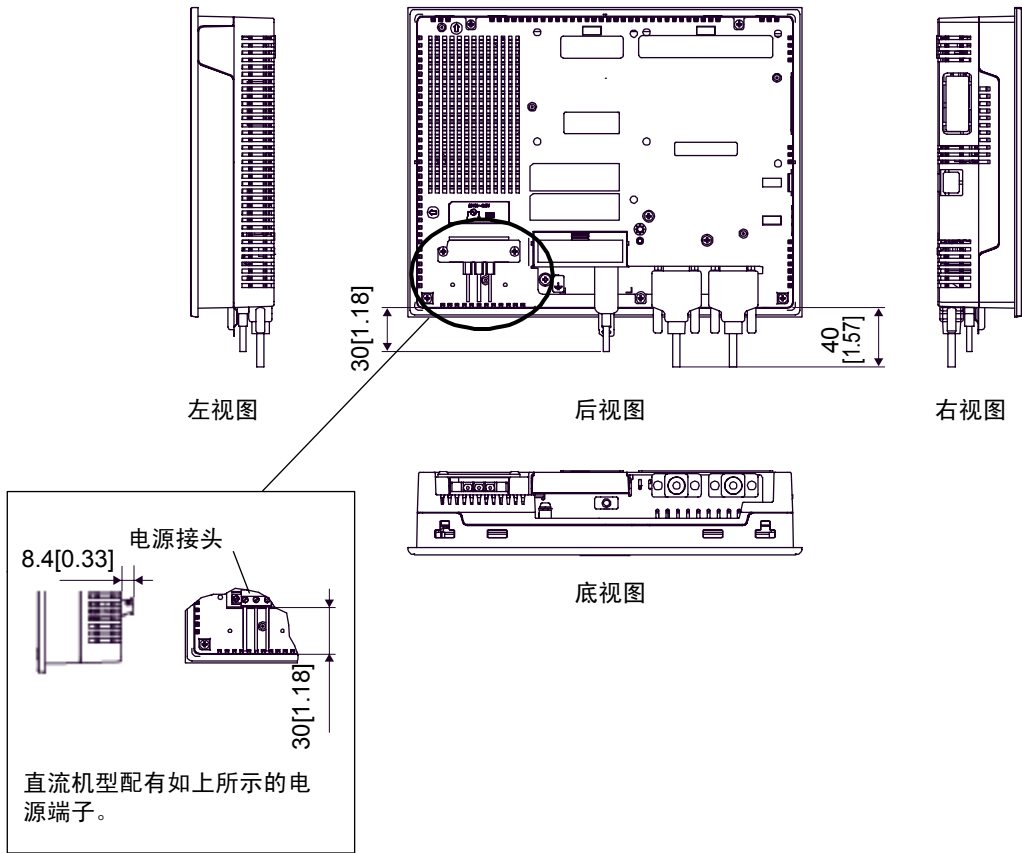 30[1.18]
40
[1.57]
左视图
后视图
右视图
底视图
电源接头
8.4[0.33]
30[1.18]
直流机型配有如上所示的电
源端子。